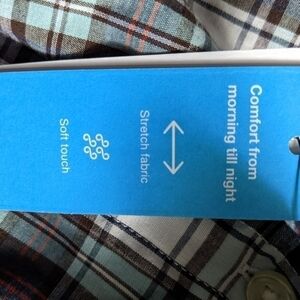 Comfort from
morning till night
Stretch fabric
Soft touch